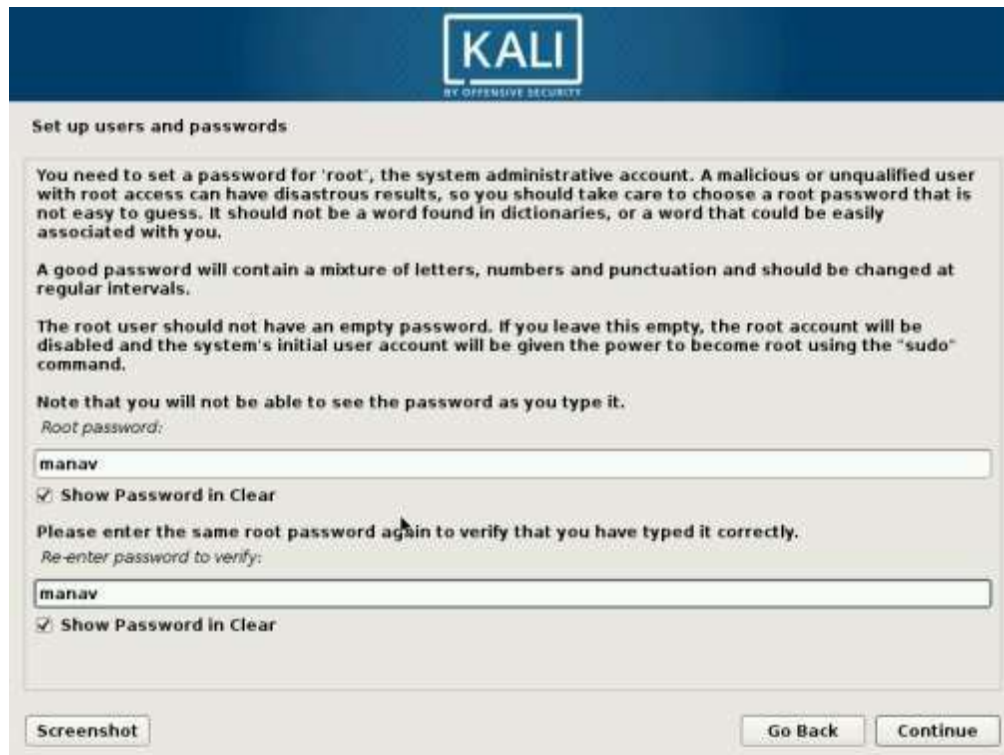 KALI
BY OFFENSIVE SECURITY
Set up users and passwords
You need to set a password for 'root', the system administrative account. A malicious or unqualified user
with root access can have disastrous results, so you should take care to choose a root password that is
not easy to guess. It should not be a word found in dictionaries, or a word that could be easily
associated with you.
A good password will contain a mixture of letters, numbers and punctuation and should be changed at
regular intervals.
The root user should not have an empty password. If you leave this empty, the root account will be
disabled and the system's initial user account will be given the power to become root using the "sudo"
command.
Note that you will not be able to see the password as you type it.
Root password:
manav
Show Password in Clear
Please enter the same root password again to verify that you have typed it correctly.
Re-enter password to verify:
manav
Show Password in Clear
Screenshot
Go Back
Continue